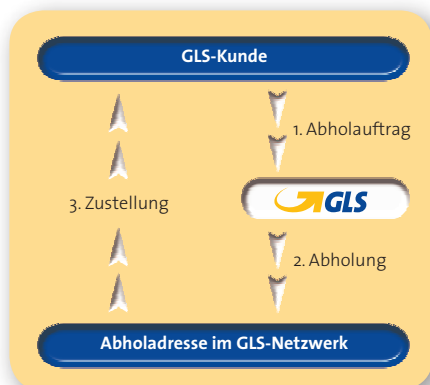 GLS-Kunde
1. Abholauftrag
GLS
3. Zustellung
2. Abholung
Abholadresse im GLS-Netzwerk